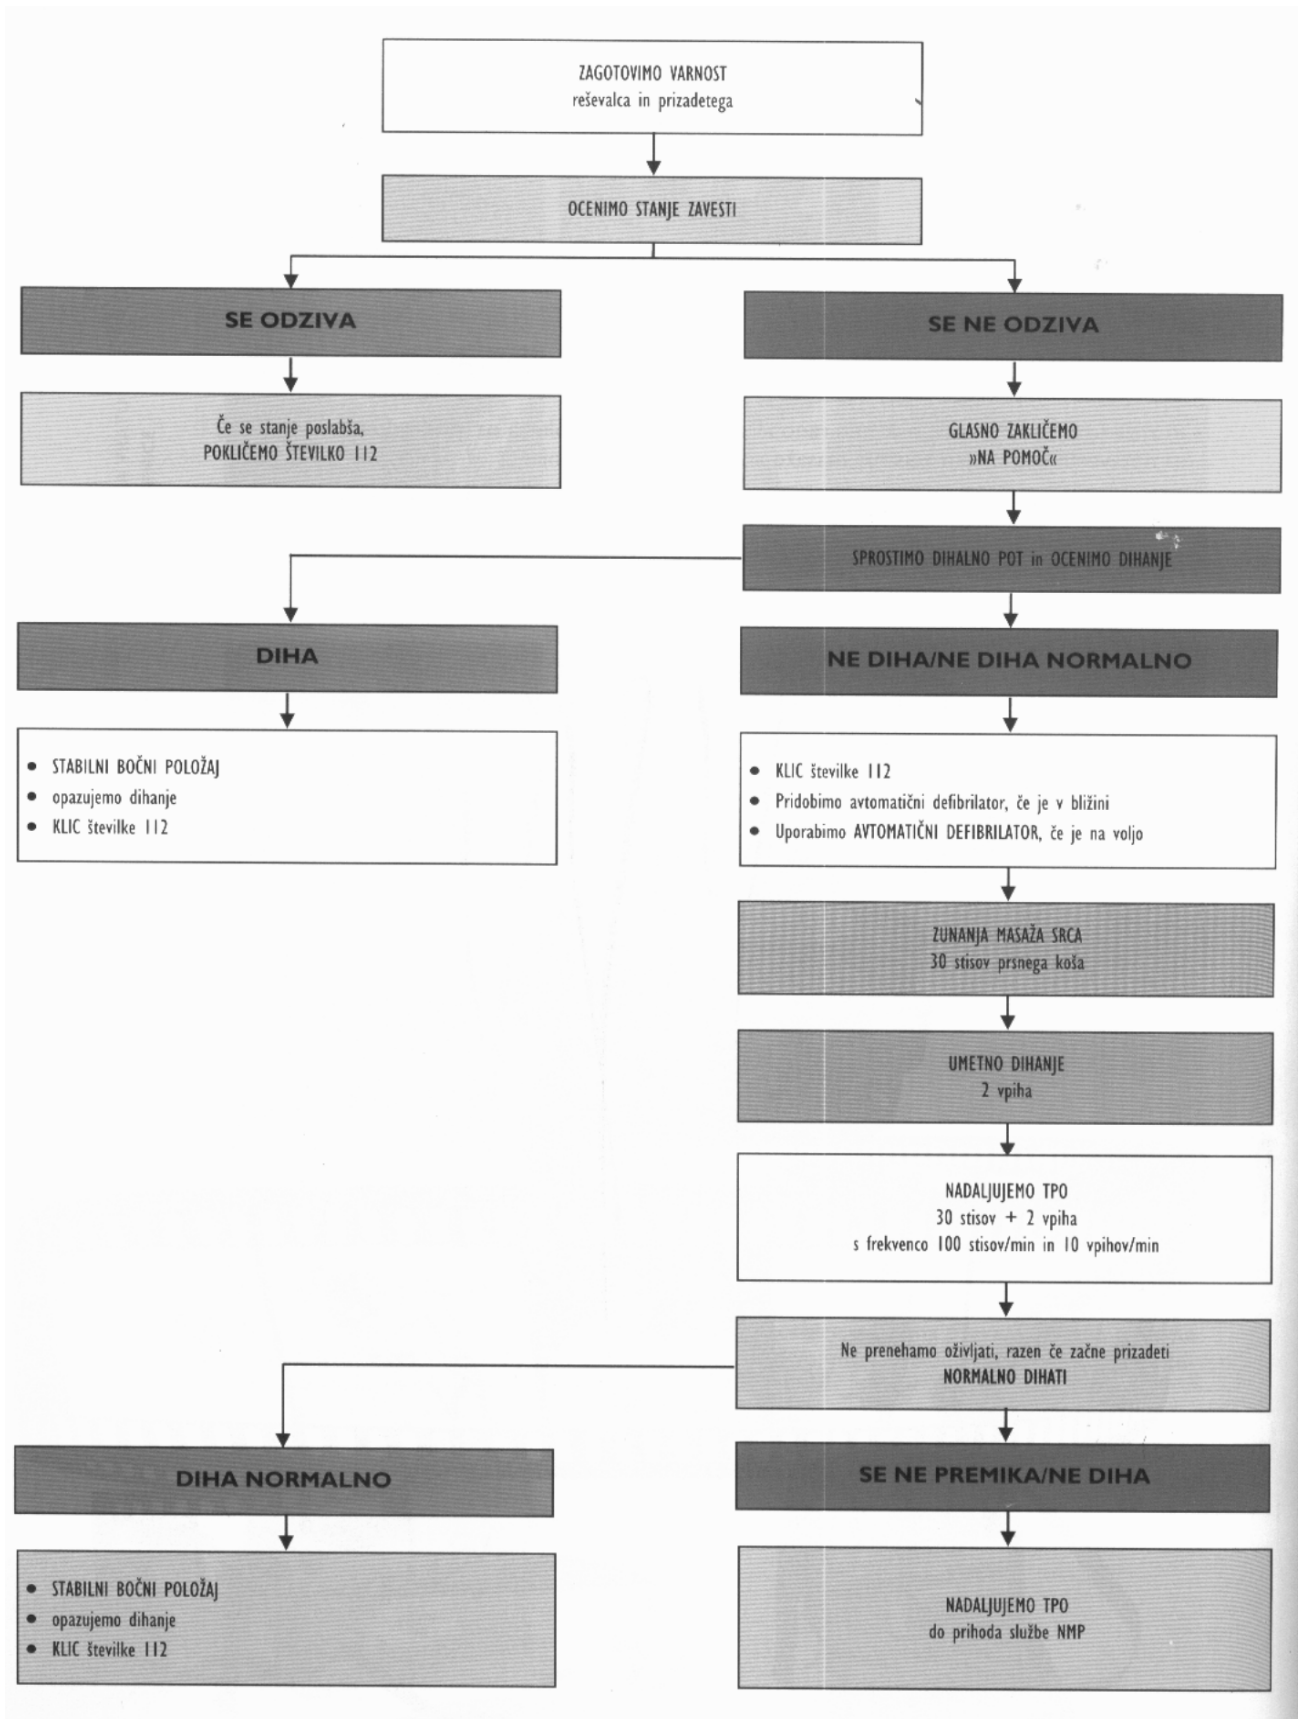 ZAGOTOVIMO VARNOST
reševalca in prizadetega
OCENIMO STANJE ZAVESTI
SE ODZIVA
SE NE ODZIVA
Če se stanje poslabša,
POKLIČEMO ŠTEVILKO 112
GLASNO ZAKLIČEMO
»NA POMOČ«
SPROSTIMO DIHALNO POT in OCENIMO DIHANJE
DIHA
NE DIHA/NE DIHA NORMALNO
• STABILNI BOČNI POLOŽAJ
• opazujemo dihanje
• KLIC številke 112
• KLIC številke 112
• Pridobimo avtomatični defibrilator, če je v bližini
• Uporabimo AVTOMATIČNI DEFIBRILATOR, če je na voljo
ZUNANJA MASAŽA SRCA
30 stisov prsnega koša
UMETNO DIHANJE
2 vpiha
NADALJUJEMO TPO
30 stisov + 2 vpiha
s frekvenco 100 stisov/min in 10 vpihov/min
Ne prenehamo oživljati, razen če začne prizadeti
NORMALNO DIHATI
DIHA NORMALNO
SE NE PREMIKA/NE DIHA
• STABILNI BOČNI POLOŽAJ
• opazujemo dihanje
• KLIC številke 112
NADALJUJEMO TPO
do prihoda službe NMP